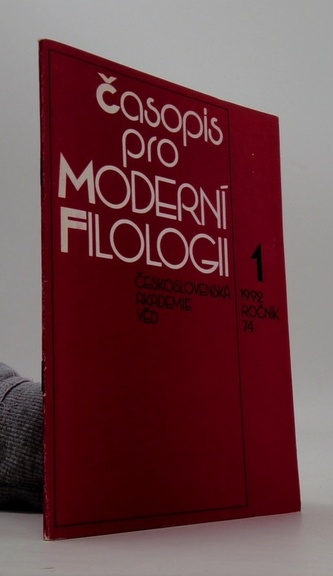 Časopis
pro
MODERNÍ
FILOLOGII
ČESKOSLOVENSKÁ
AKADEMIE
VĚD
1
1992
ROČNÍK
74